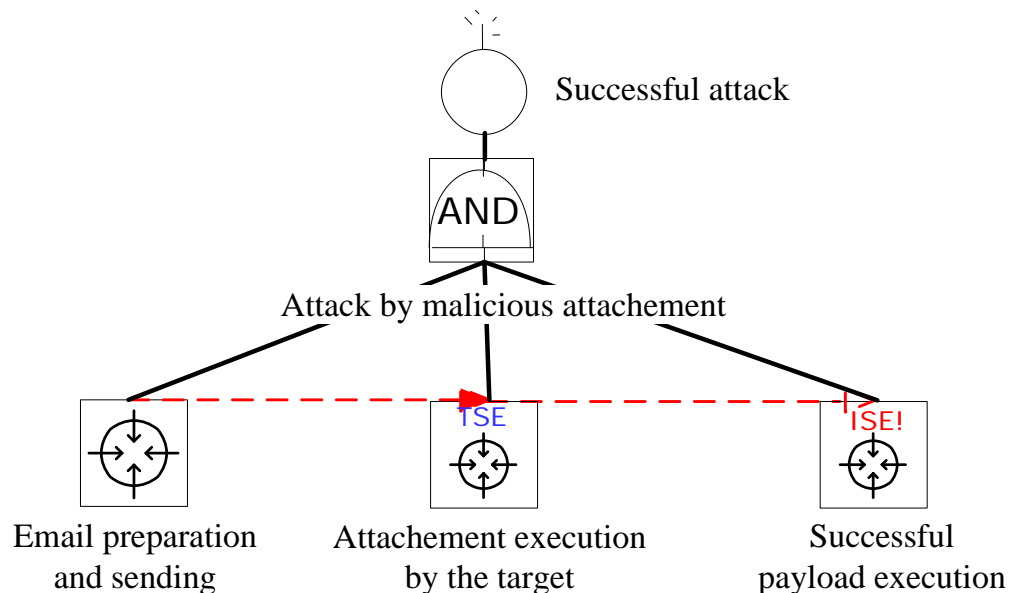 Successful attack
AND
Attack by malicious attachement
TSE
ISE!
Email preparation
and sending
Attachement execution
by the target
Successful
payload execution